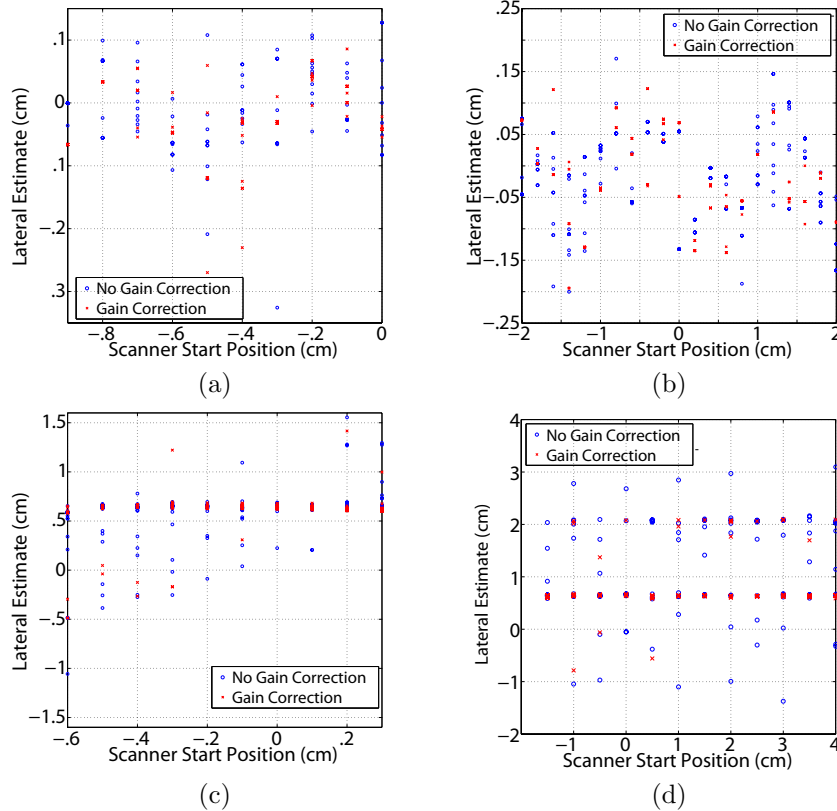 .1
0
.1
−.2
.3
Lateral Estimate (cm)
No Gain Correction
Gain Correction
−.8
−.6
−.4
−.2
0
Scanner Start Position (cm)
(a)
.25
.15
.05
−.05
−.15
−.25
Lateral Estimate (cm)
No Gain Correction
Gain Correction
−2
−1
0
1
2
Scanner Start Position (cm)
(b)
1.5
1
.5
0
−.5
−1
−1.5
Lateral Estimate (cm)
No Gain Correction
Gain Correction
-.6
−.4
−.2
0
.2
Scanner Start Position (cm)
(c)
4
3
2
1
0
−1
−2
Lateral Estimate (cm)
No Gain Correction
Gain Correction
−1
0
1
2
3
4
Scanner Start Position (cm)
(d)